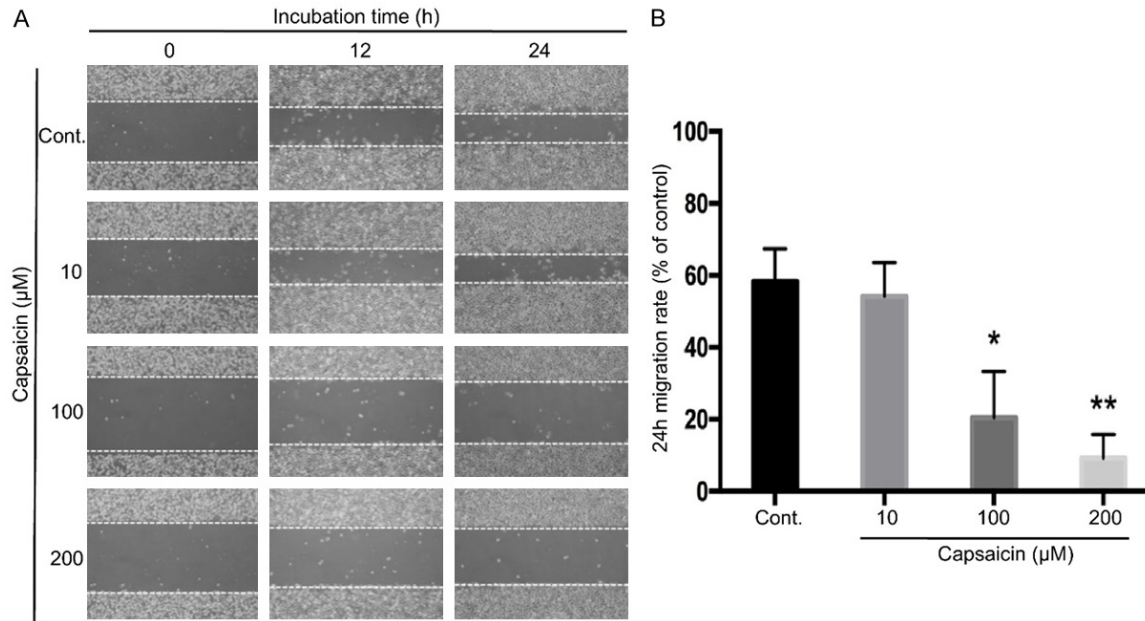 A
Incubation time (h)
0 12 24
Capsaicin (µM)
Cont.
10
100
200
B
24h migration rate (% of control)
100
80
60
40
20
0
*
**
Cont. 10 100 200
Capsaicin (µM)